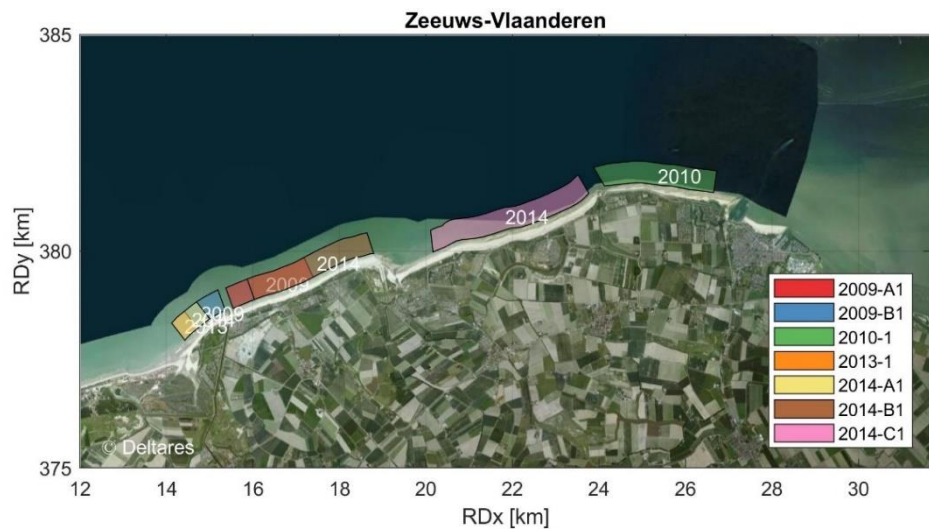 Zeeuws-Vlaanderen
385
380
375
RDy [km]
2010
2014
2014
2009
2009
2013
2009-A1
2009-B1
2010-1
2013-1
2014-A1
2014-B1
2014-C1
© Deltares
12 14 16 18 20 22 24 26 28 30
RDx [km]